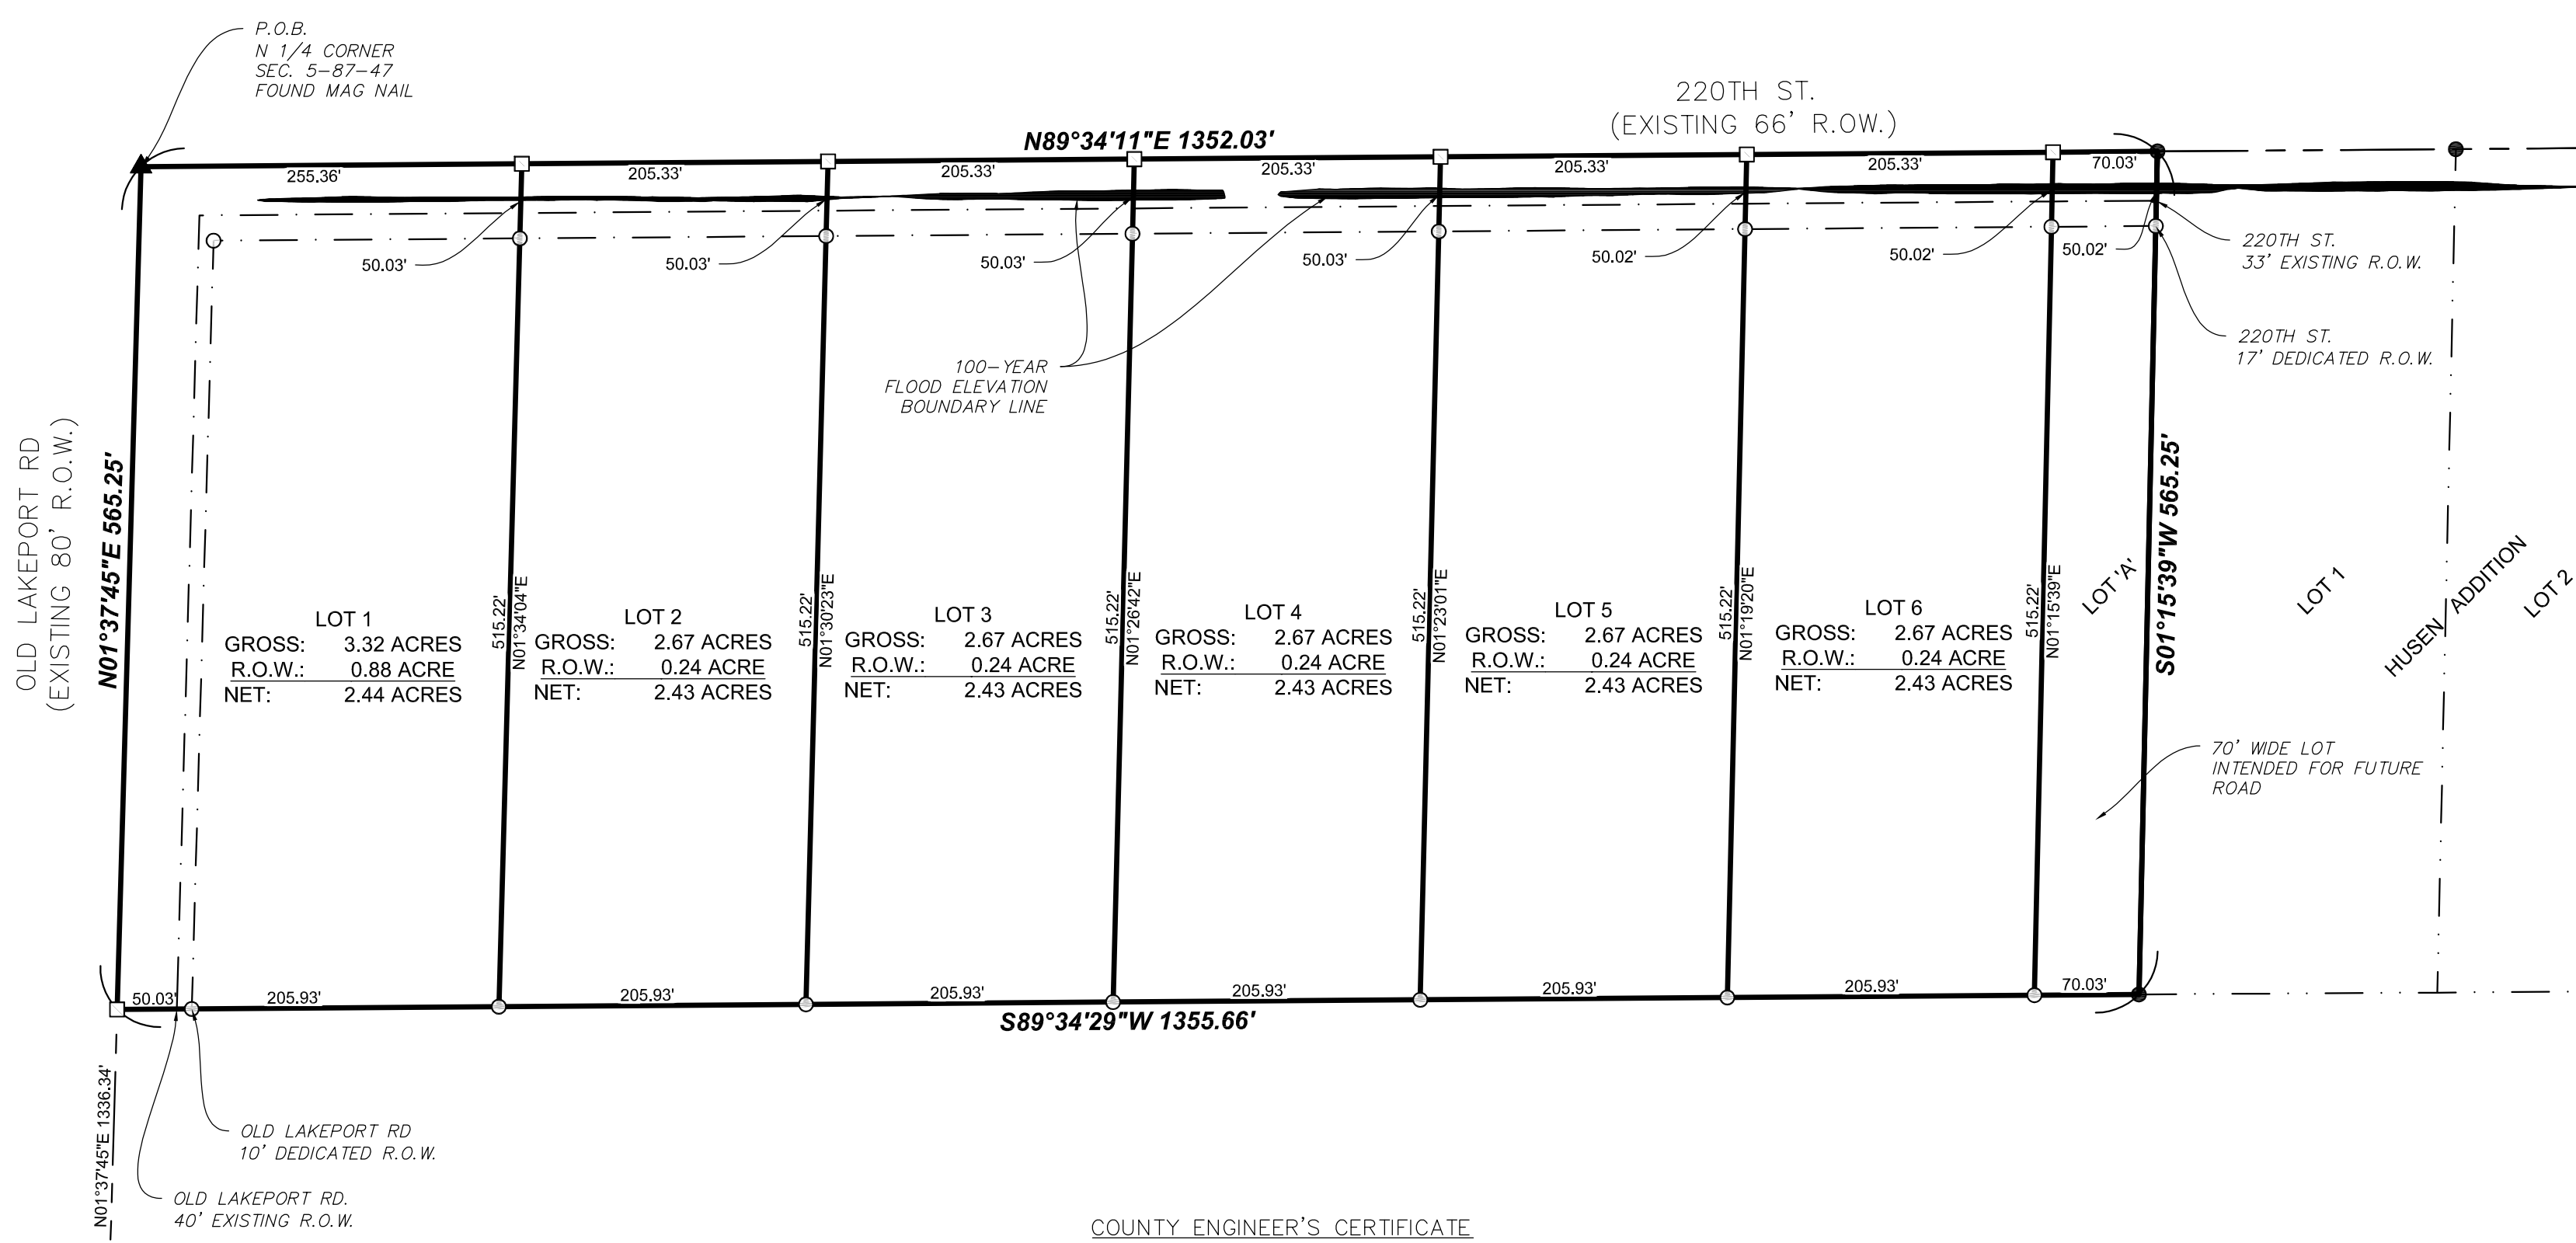 P.O.B.
N 1/4 CORNER
SEC. 5-87-47
FOUND MAG NAIL
220TH ST.
(EXISTING 66' R.OW.)
N89°34'11"E 1352.03'
255.36'
205.33'
205.33'
205.33'
205.33'
205.33'
70.03'
50.03'
50.03'
50.03'
50.03'
50.02'
50.02'
50.02'
220TH ST.
33' EXISTING R.O.W.
220TH ST.
17' DEDICATED R.O.W.
100-YEAR
FLOOD ELEVATION
BOUNDARY LINE
OLD LAKEPORT RD
(EXISTING 80' R.O.W.)
N01°37'45"E 565.25'
LOT 1
GROSS: 3.32 ACRES
R.O.W.: 0.88 ACRE
NET: 2.44 ACRES
515.22'
N01°34'04"E
LOT 2
GROSS: 2.67 ACRES
R.O.W.: 0.24 ACRE
NET: 2.43 ACRES
515.22'
N01°30'23"E
LOT 3
GROSS: 2.67 ACRES
R.O.W.: 0.24 ACRE
NET: 2.43 ACRES
515.22'
N01°26'42"E
LOT 4
GROSS: 2.67 ACRES
R.O.W.: 0.24 ACRE
NET: 2.43 ACRES
515.22'
N01°23'01"E
LOT 5
GROSS: 2.67 ACRES
R.O.W.: 0.24 ACRE
NET: 2.43 ACRES
515.22'
N01°19'20"E
LOT 6
GROSS: 2.67 ACRES
R.O.W.: 0.24 ACRE
NET: 2.43 ACRES
515.22'
N01°15'39"E
LOT 'A'
S01°15'39"W 565.25'
LOT 1
HUSEN ADDITION
LOT 2
70' WIDE LOT
INTENDED FOR FUTURE
ROAD
50.03'
205.93'
205.93'
205.93'
205.93'
205.93'
205.93'
70.03'
S89°34'29"W 1355.66'
N01°37'45"E 1336.34'
OLD LAKEPORT RD
10' DEDICATED R.O.W.
OLD LAKEPORT RD.
40' EXISTING R.O.W.
COUNTY ENGINEER'S CERTIFICATE